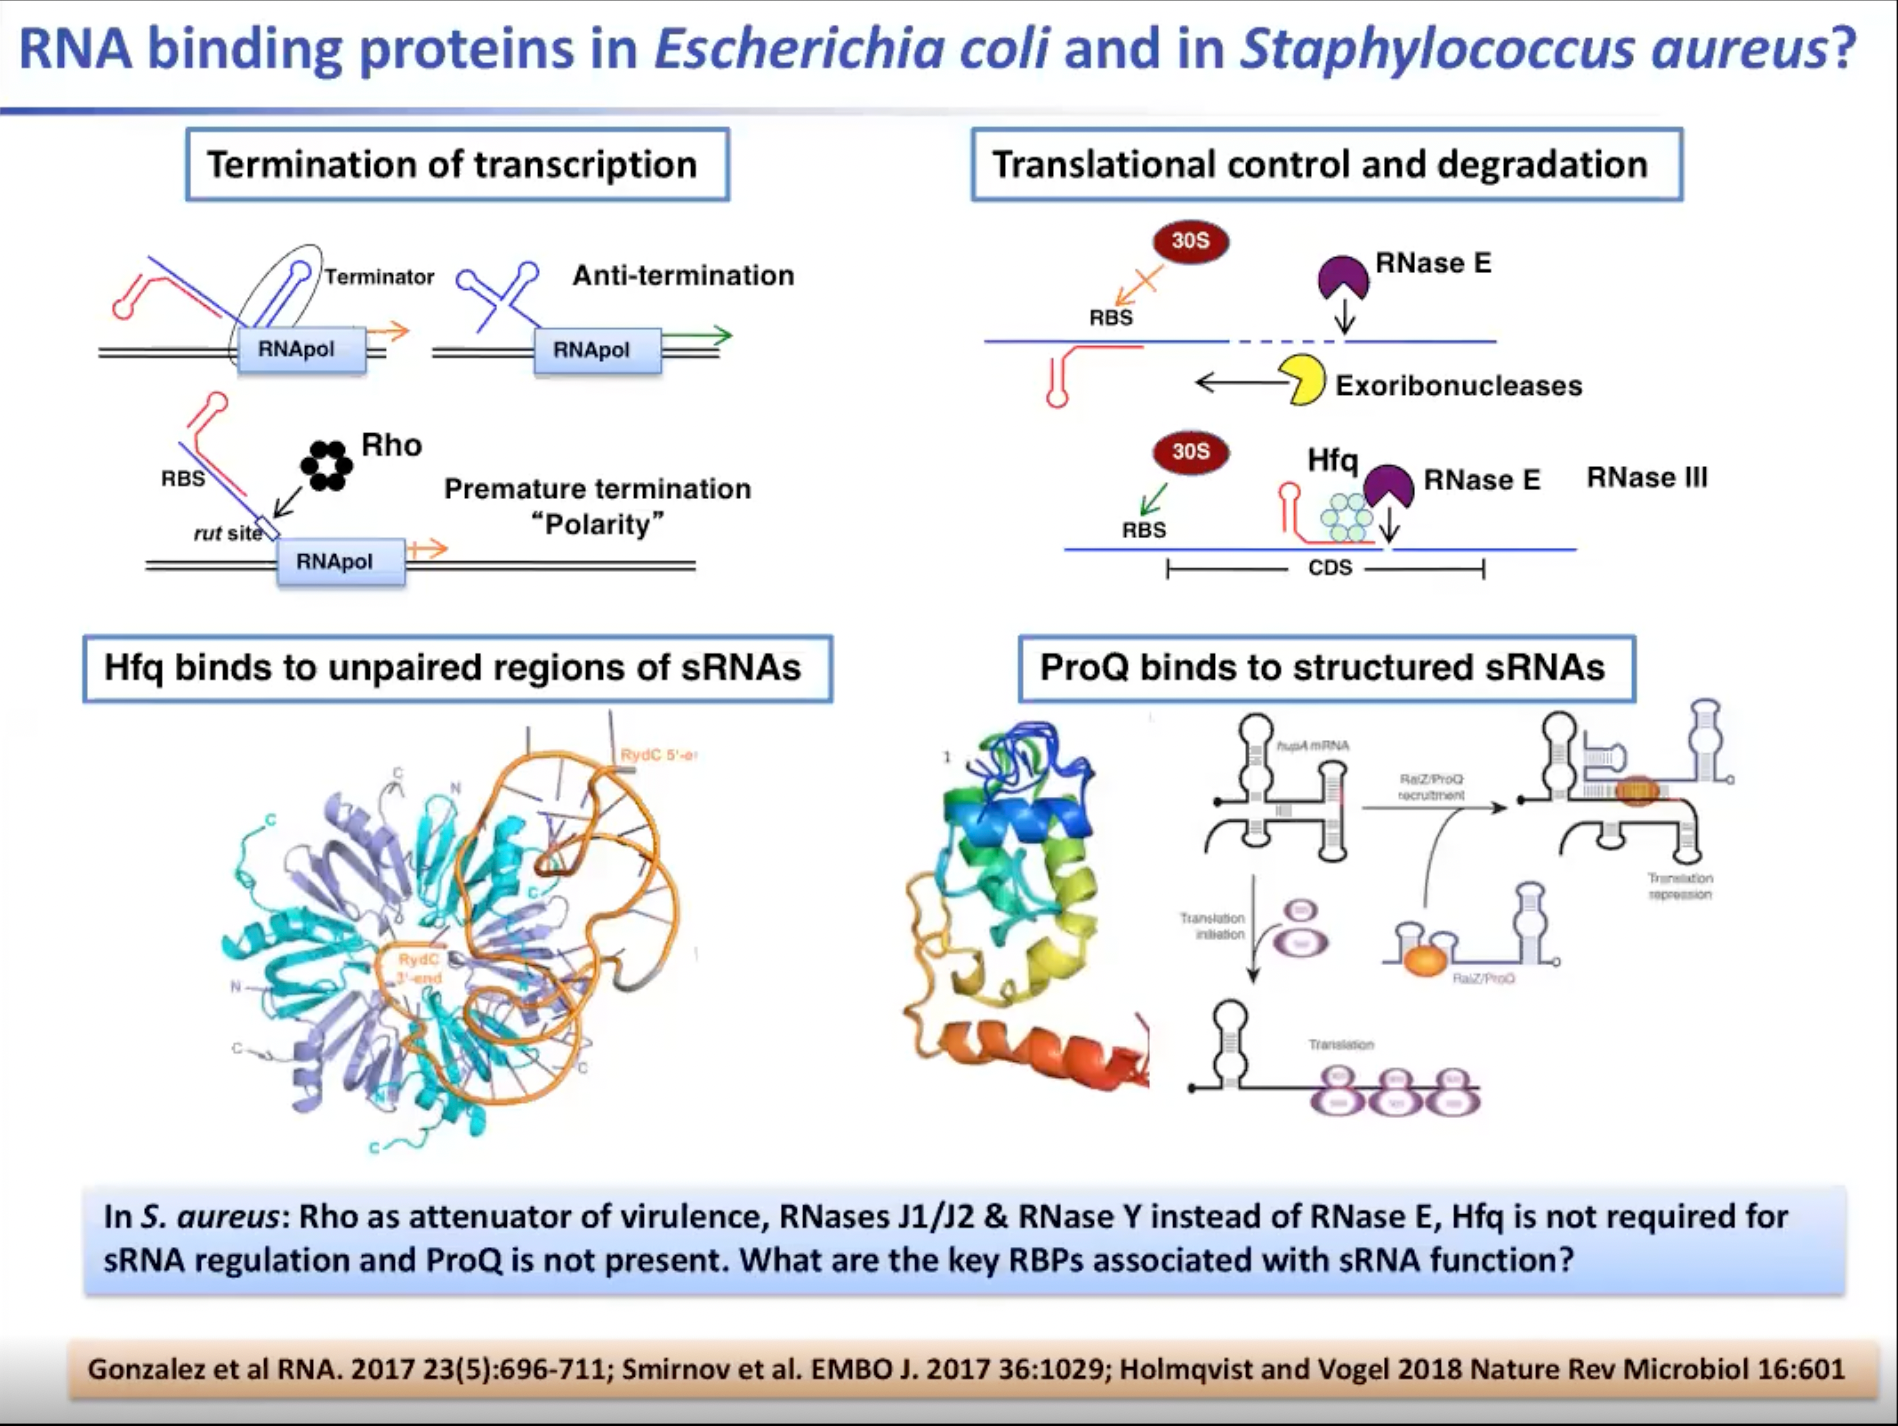 RNA binding proteins in Escherichia coli and in Staphylococcus aureus?
Termination of transcription
Terminator
Anti-termination
RNApol
RNApol
Rho
RBS
Premature termination
“Polarity”
rut site
RNApol
Translational control and degradation
30S
RNase E
RBS
Exoribonucleases
30S
Hfq
RNase E
RNase III
RBS
CDS
Hfq binds to unpaired regions of sRNAs
RydC 5'-e
C
N
C
C
RydC
3'-end
N
N
C
C
N
C
ProQ binds to structured sRNAs
1
hupA mRNA
RaiZ/ProQ
recruitment
Translation
repression
Translation
initiation
RaiZ/ProQ
Translation
In S. aureus: Rho as attenuator of virulence, RNases J1/J2 & RNase Y instead of RNase E, Hfq is not required for
sRNA regulation and ProQ is not present. What are the key RBPs associated with sRNA function?
Gonzalez et al RNA. 2017 23(5):696-711; Smirnov et al. EMBO J. 2017 36:1029; Holmqvist and Vogel 2018 Nature Rev Microbiol 16:601